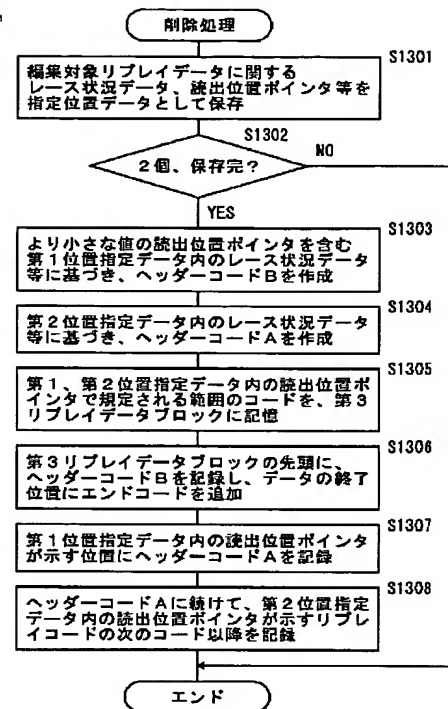 削除処理
S1301
編集対象リプレイデータに関する
レース状況データ、読出位置ポインタ等を
指定位置データとして保存
S1302
2個、保存完？
NO
YES
S1303
より小さな値の読出位置ポインタを含む
第1位置指定データ内のレース状況データ
等に基づき、ヘッダーコードBを作成
S1304
第2位置指定データ内のレース状況データ
等に基づき、ヘッダーコードAを作成
S1305
第1、第2位置指定データ内の読出位置ポ
インタで規定される範囲のコードを、第3
リプレイデータブロックに記憶
S1306
第3リプレイデータブロックの先頭に、
ヘッダーコードBを記録し、データの終了
位置にエンドコードを追加
S1307
第1位置指定データ内の読出位置ポインタ
が示す位置にヘッダーコードAを記録
S1308
ヘッダーコードAに続けて、第2位置指定
データ内の読出位置ポインタが示すリプレ
イコードの次のコード以降を記録
エンド